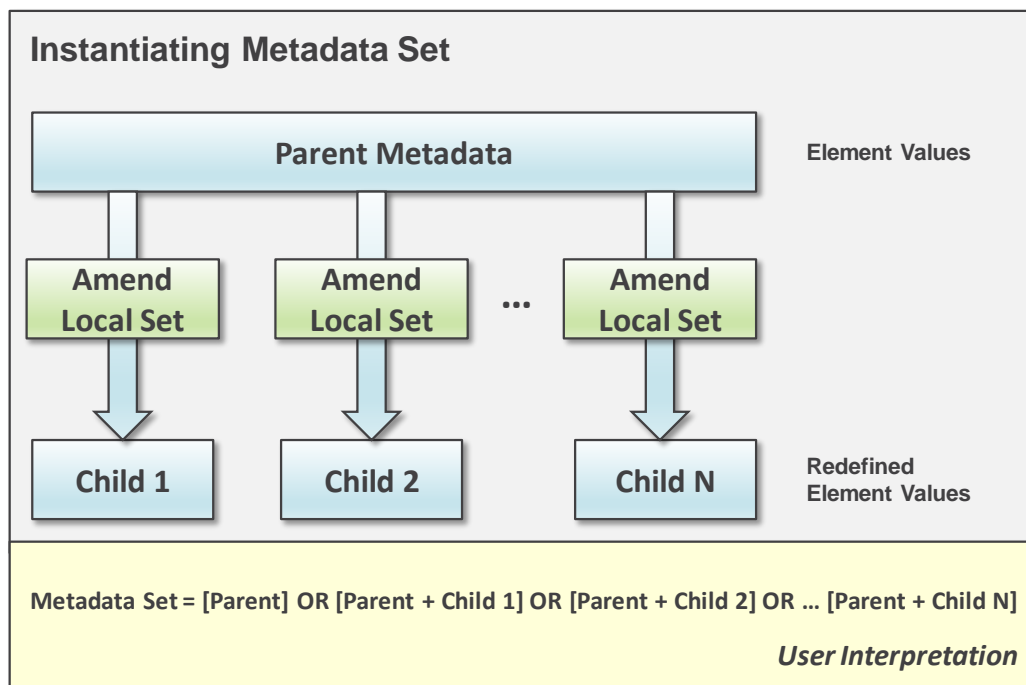 Instantiating Metadata Set
Parent Metadata
Element Values
Amend
Local Set
Amend
Local Set
...
Amend
Local Set
Child 1
Child 2
Child N
Redefined
Element Values
Metadata Set = [Parent] OR [Parent + Child 1] OR [Parent + Child 2] OR ... [Parent + Child N]
User Interpretation